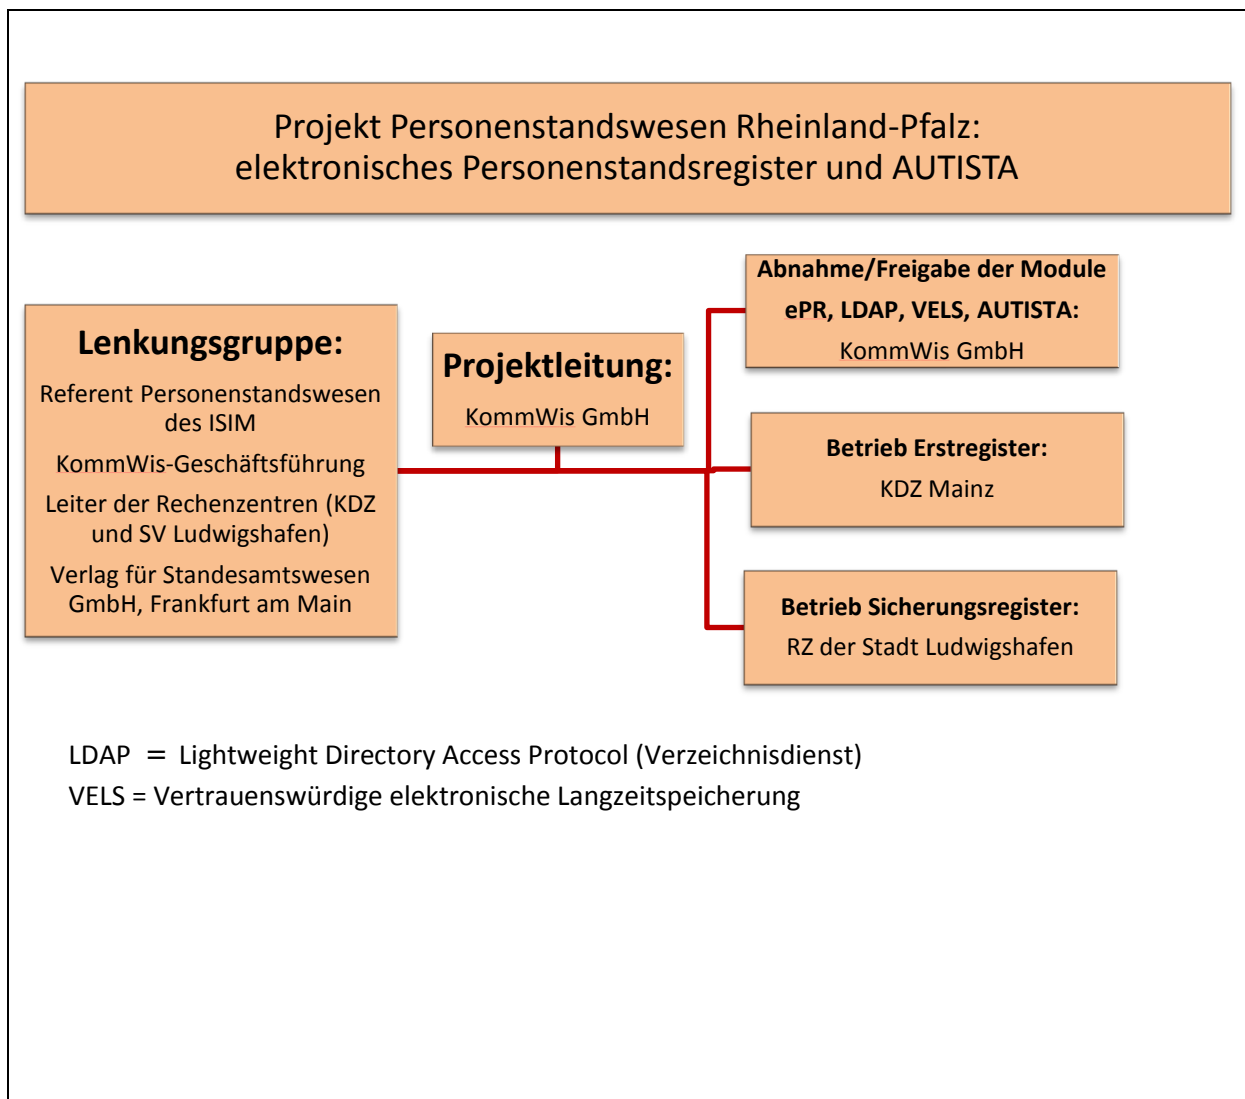 Projekt Personenstandswesen Rheinland-Pfalz:
elektronisches Personenstandsregister und AUTISTA
Lenkungsgruppe:
Referent Personenstandswesen
des ISIM
KommWis-Geschäftsführung
Leiter der Rechenzentren (KDZ
und SV Ludwigshafen)
Verlag für Standesamtswesen
GmbH, Frankfurt am Main
Projektleitung:
KommWis GmbH
Abnahme/Freigabe der Module
ePR, LDAP, VELS, AUTISTA:
KommWis GmbH
Betrieb Erstregister:
KDZ Mainz
Betrieb Sicherungsregister:
RZ der Stadt Ludwigshafen
LDAP = Lightweight Directory Access Protocol (Verzeichnisdienst)
VELS = Vertrauenswürdige elektronische Langzeitspeicherung